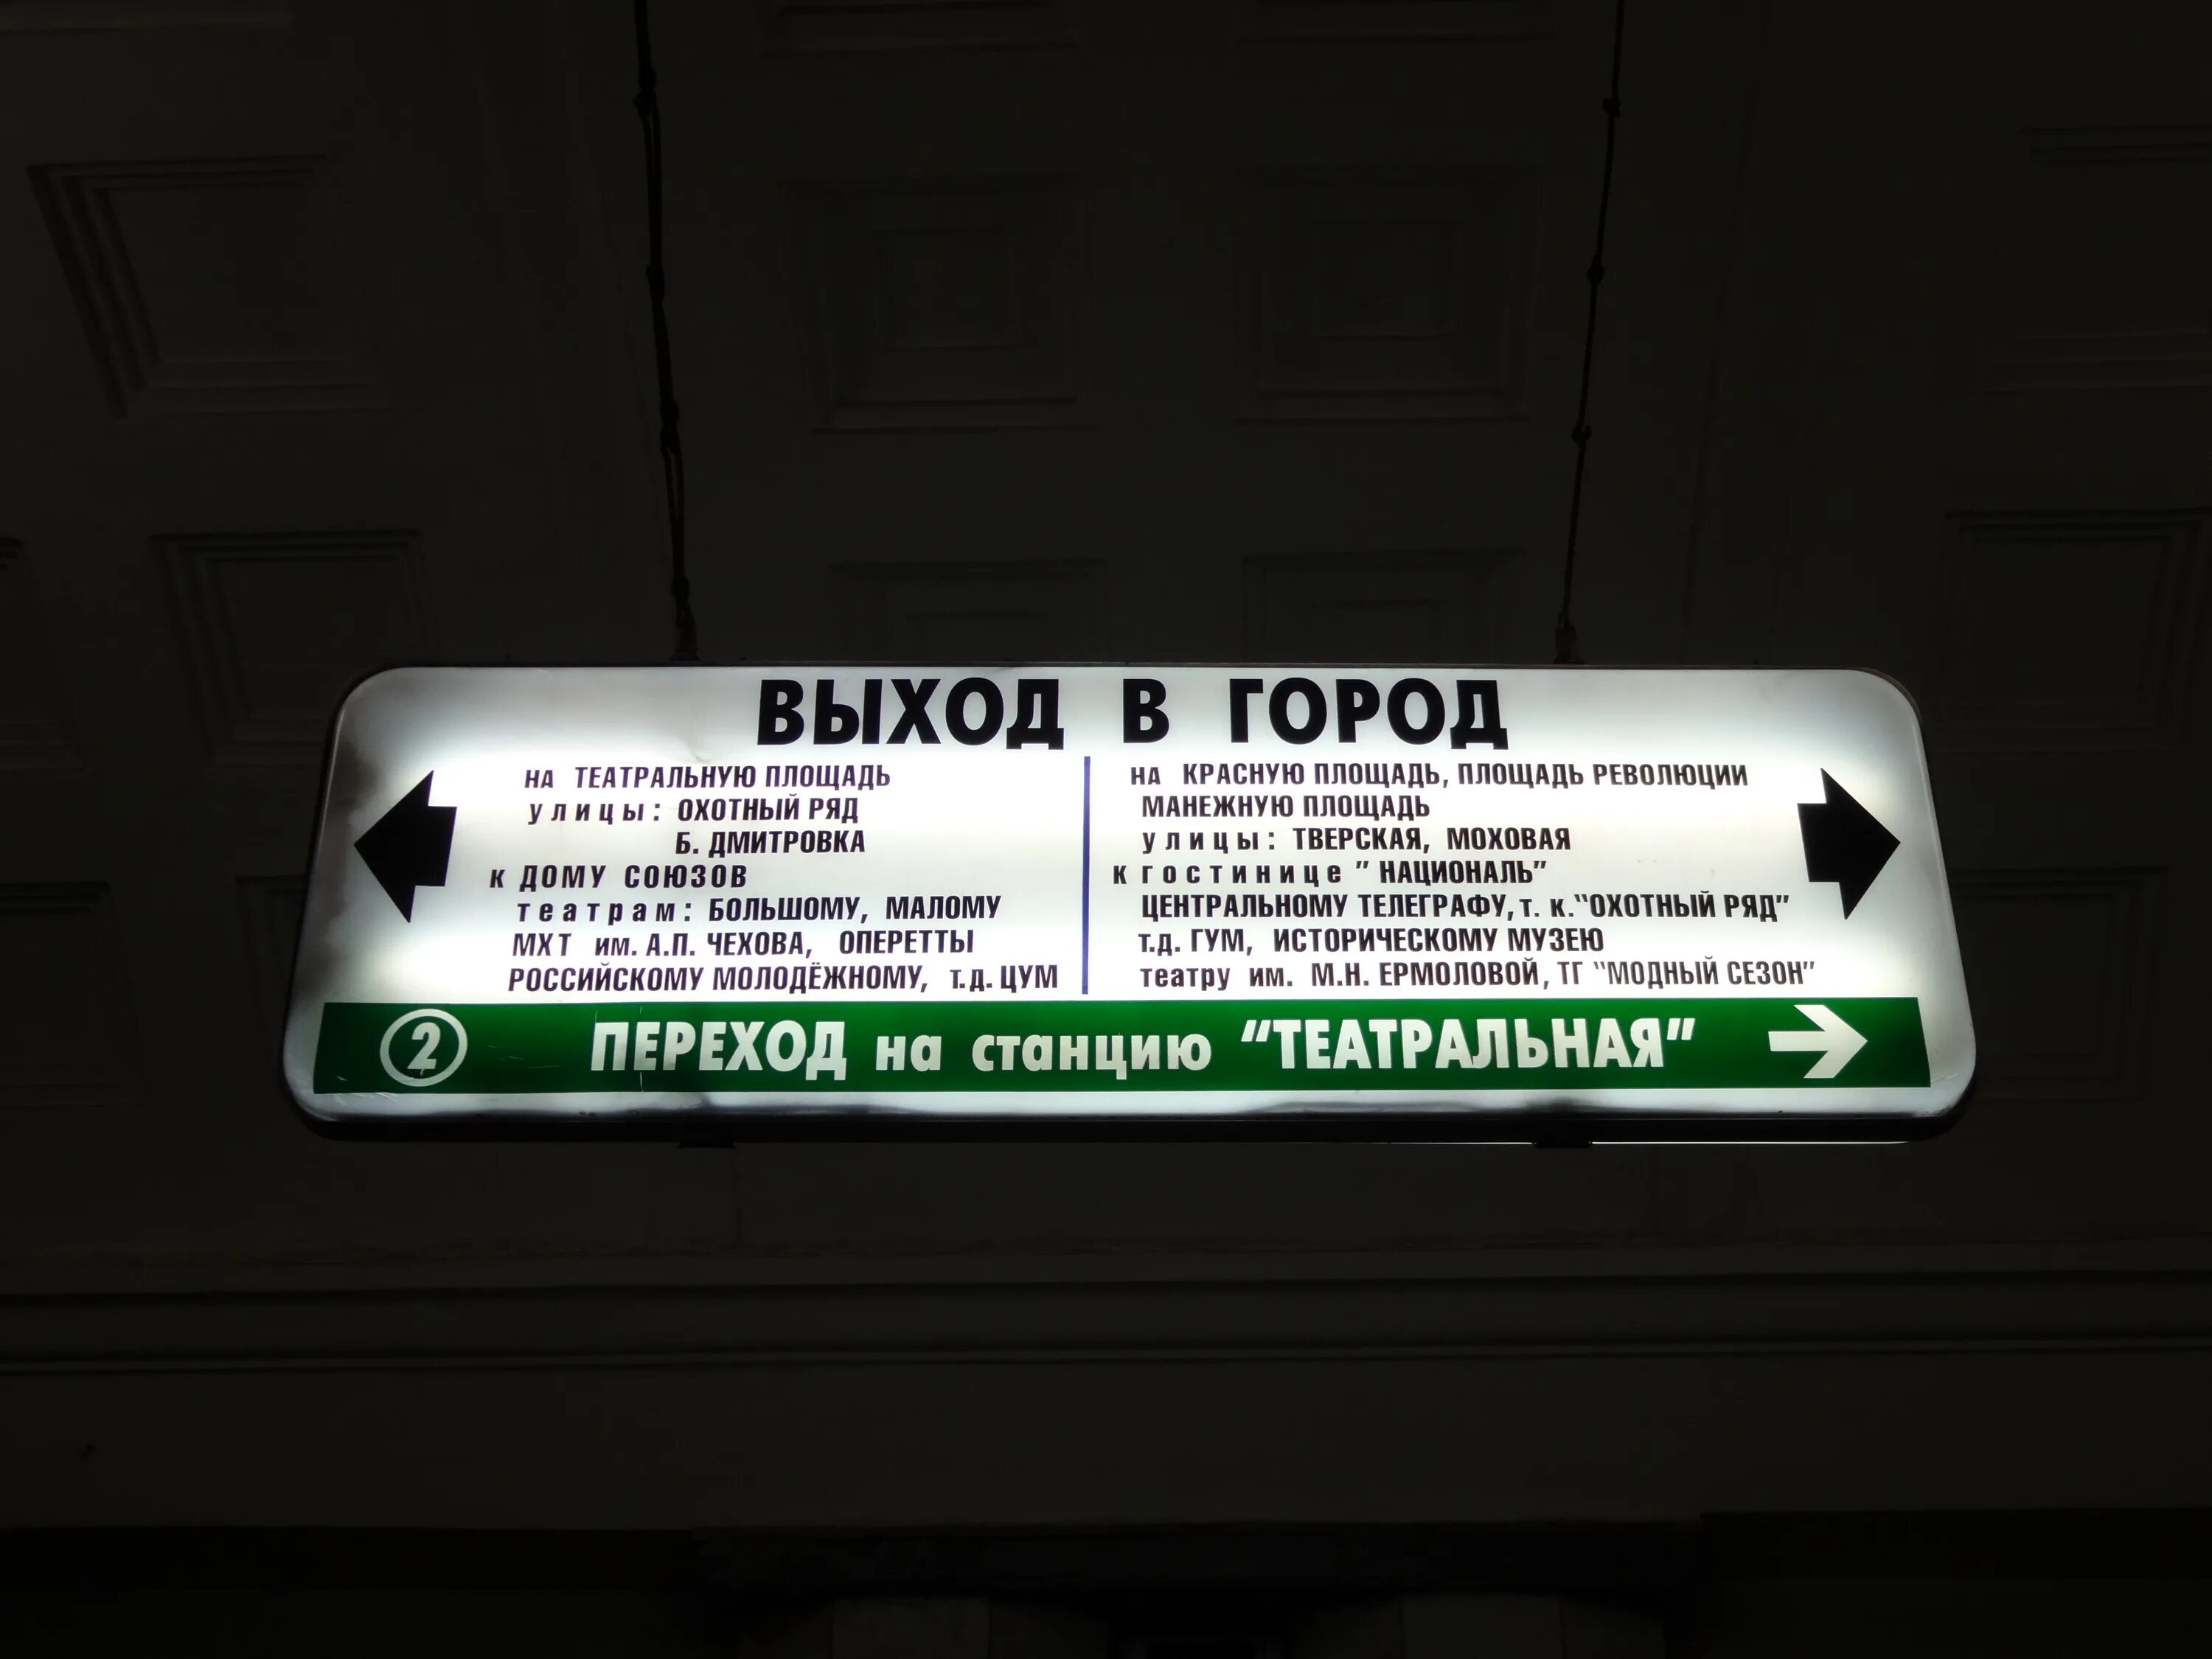 ВЫХОД В ГОРОД
на ТЕАТРАЛЬНУЮ ПЛОЩАДЬ
улицы: ОХОТНЫЙ РЯД
Б. ДМИТРОВКА
к ДОМУ СОЮЗОВ
театрам: БОЛЬШОМУ, МАЛОМУ
МХТ им. А.П. ЧЕХОВА, ОПЕРЕТТЫ
РОССИЙСКОМУ МОЛОДЁЖНОМУ, т.д. ЦУМ
на КРАСНУЮ ПЛОЩАДЬ, ПЛОЩАДЬ РЕВОЛЮЦИИ
МАНЕЖНУЮ ПЛОЩАДЬ
улицы: ТВЕРСКАЯ, МОХОВАЯ
к гостинице "НАЦИОНАЛЬ"
ЦЕНТРАЛЬНОМУ ТЕЛЕГРАФУ, т. к. "ОХОТНЫЙ РЯД"
т.д. ГУМ, ИСТОРИЧЕСКОМУ МУЗЕЮ
театру им. М.Н. ЕРМОЛОВОЙ, ТГ "МОДНЫЙ СЕЗОН"
2 ПЕРЕХОД на станцию "ТЕАТРАЛЬНАЯ" →